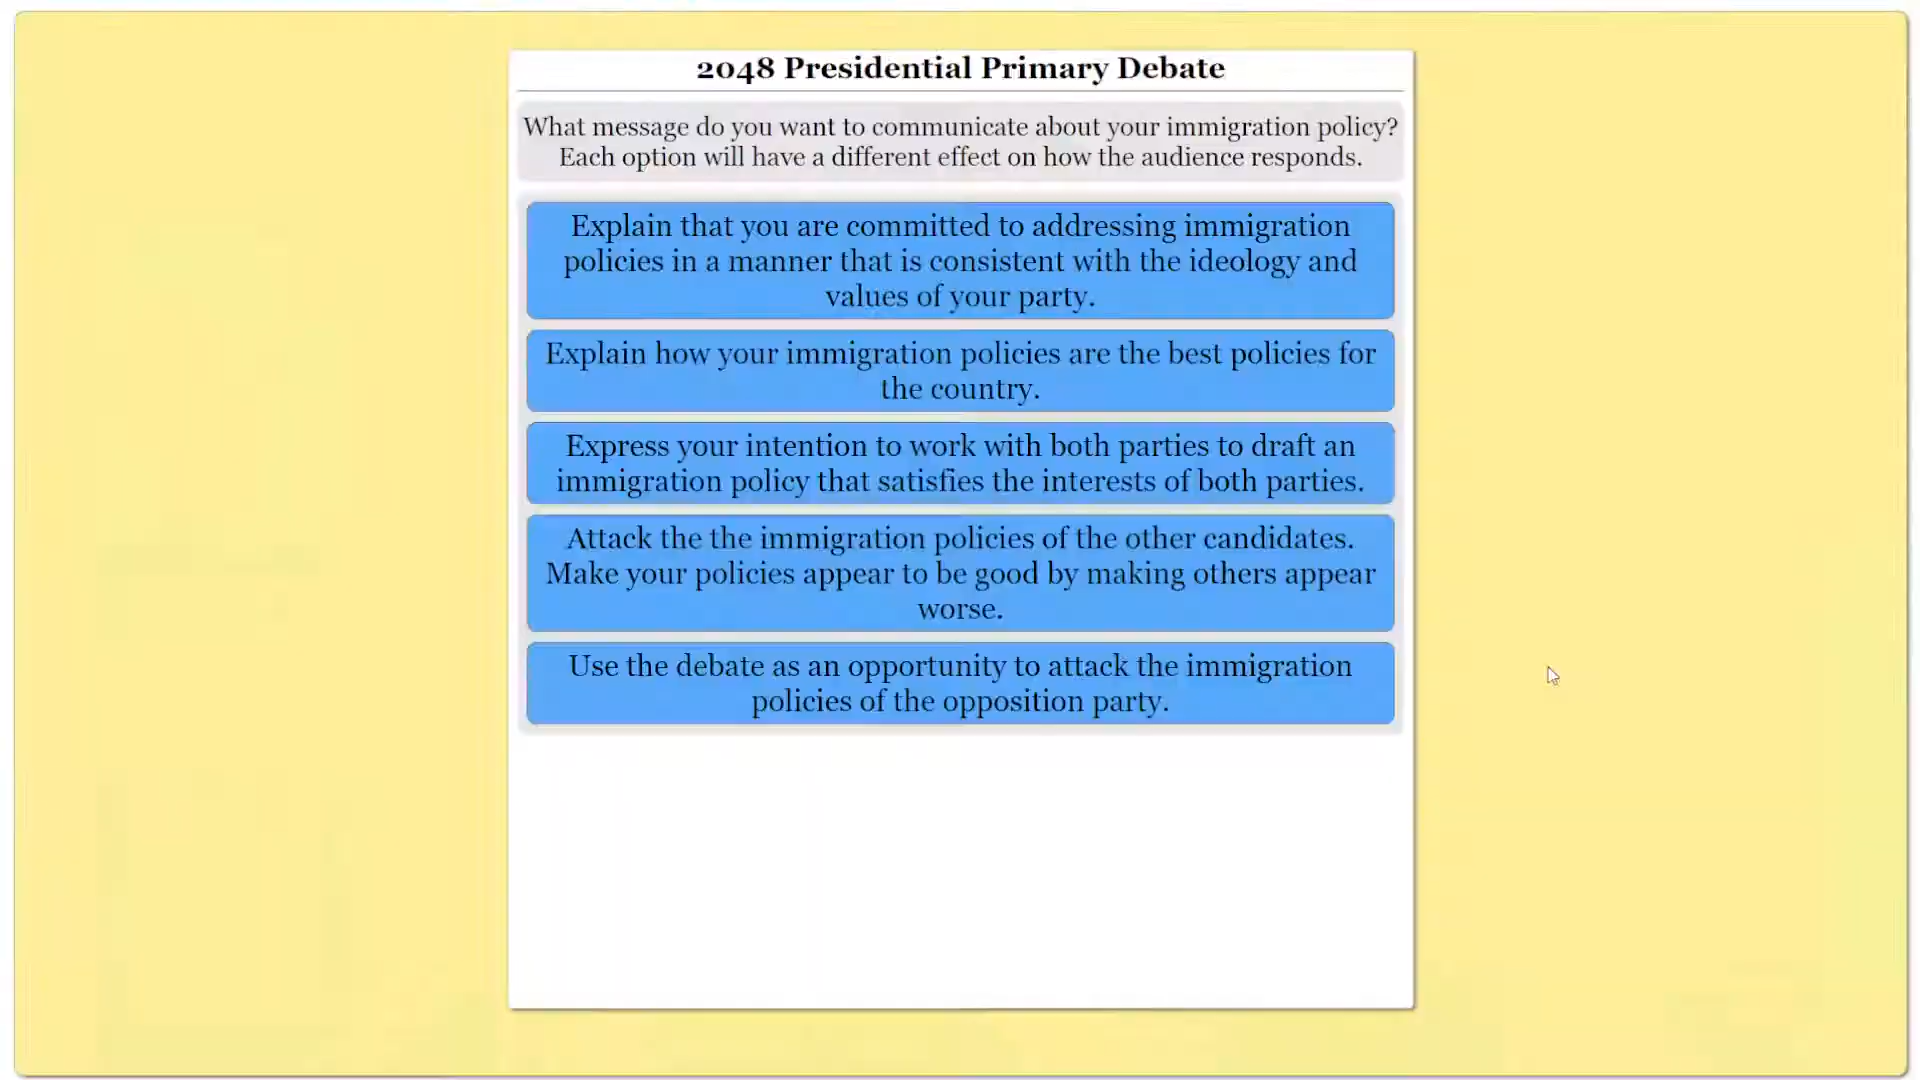 2048 Presidential Primary Debate
What message do you want to communicate about your immigration policy?
Each option will have a different effect on how the audience responds.
Explain that you are committed to addressing immigration
policies in a manner that is consistent with the ideology and
values of your party.
Explain how your immigration policies are the best policies for
the country.
Express your intention to work with both parties to draft an
immigration policy that satisfies the interests of both parties.
Attack the the immigration policies of the other candidates.
Make your policies appear to be good by making others appear
worse.
Use the debate as an opportunity to attack the immigration
policies of the opposition party.